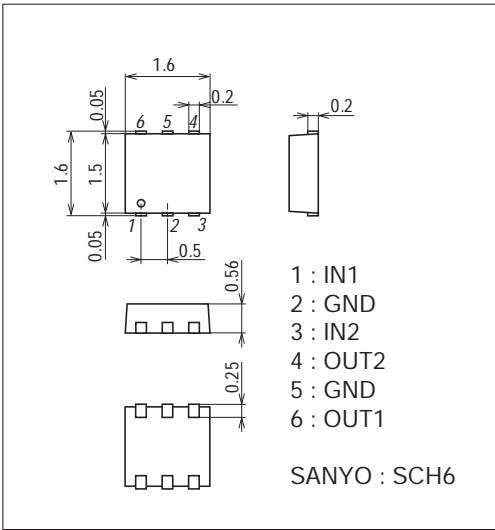 1.6
0.05
0.2
6 5 4
1.6
1.5
0.2
1 2 3
0.05
0.5
0.56
0.25
1 : IN1
2 : GND
3 : IN2
4 : OUT2
5 : GND
6 : OUT1
SANYO : SCH6